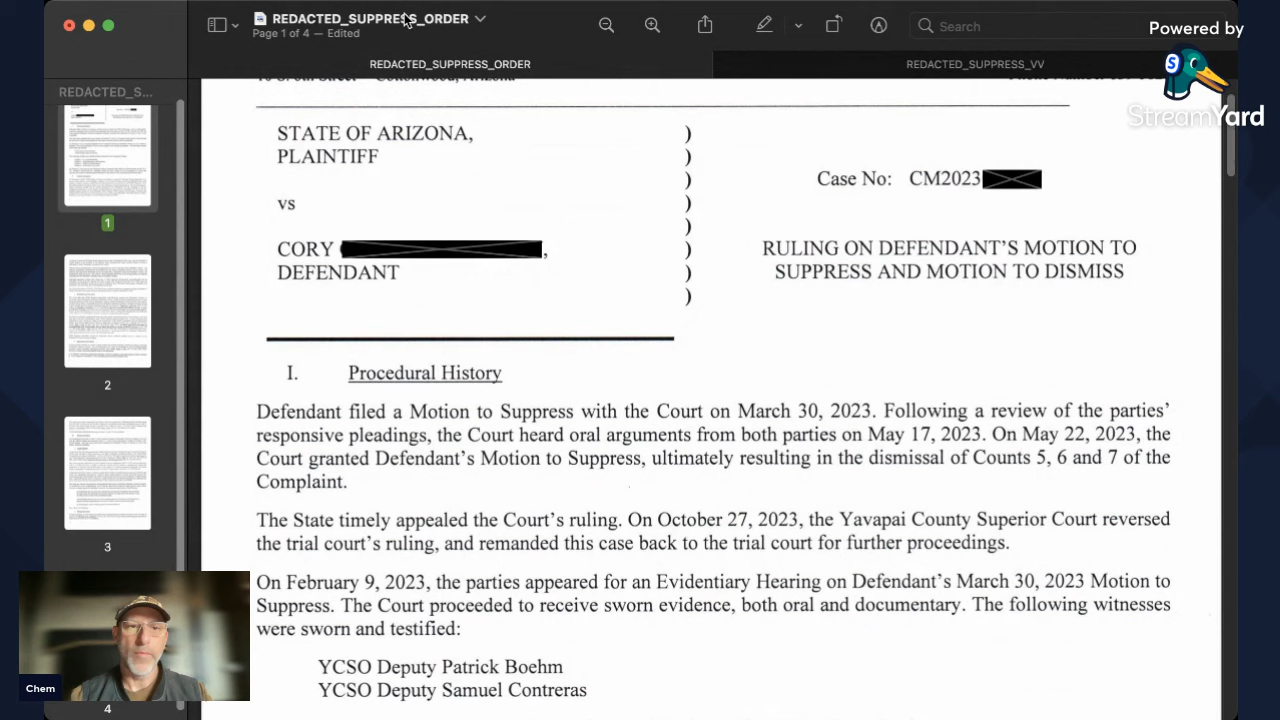 REDACTED_SUPPRESS_ORDER
Page 1 of 4 — Edited
Search
Powered by
StreamYard
REDACTED_SUPPRESS_ORDER
REDACTED_SUPPRESS_VV
REDACTED_S...
1
2
3
4
Street Cottonwood, Arizona
Phone Number
STATE OF ARIZONA, )
PLAINTIFF )
) Case No: CM2023
vs )
)
CORY , ) RULING ON DEFENDANT'S MOTION TO
DEFENDANT ) SUPPRESS AND MOTION TO DISMISS
)
I. Procedural History
Defendant filed a Motion to Suppress with the Court on March 30, 2023. Following a review of the parties'
responsive pleadings, the Court heard oral arguments from both parties on May 17, 2023. On May 22, 2023, the
Court granted Defendant's Motion to Suppress, ultimately resulting in the dismissal of Counts 5, 6 and 7 of the
Complaint.
The State timely appealed the Court's ruling. On October 27, 2023, the Yavapai County Superior Court reversed
the trial court's ruling, and remanded this case back to the trial court for further proceedings.
On February 9, 2023, the parties appeared for an Evidentiary Hearing on Defendant's March 30, 2023 Motion to
Suppress. The Court proceeded to receive sworn evidence, both oral and documentary. The following witnesses
were sworn and testified:
YCSO Deputy Patrick Boehm
YCSO Deputy Samuel Contreras
Chem